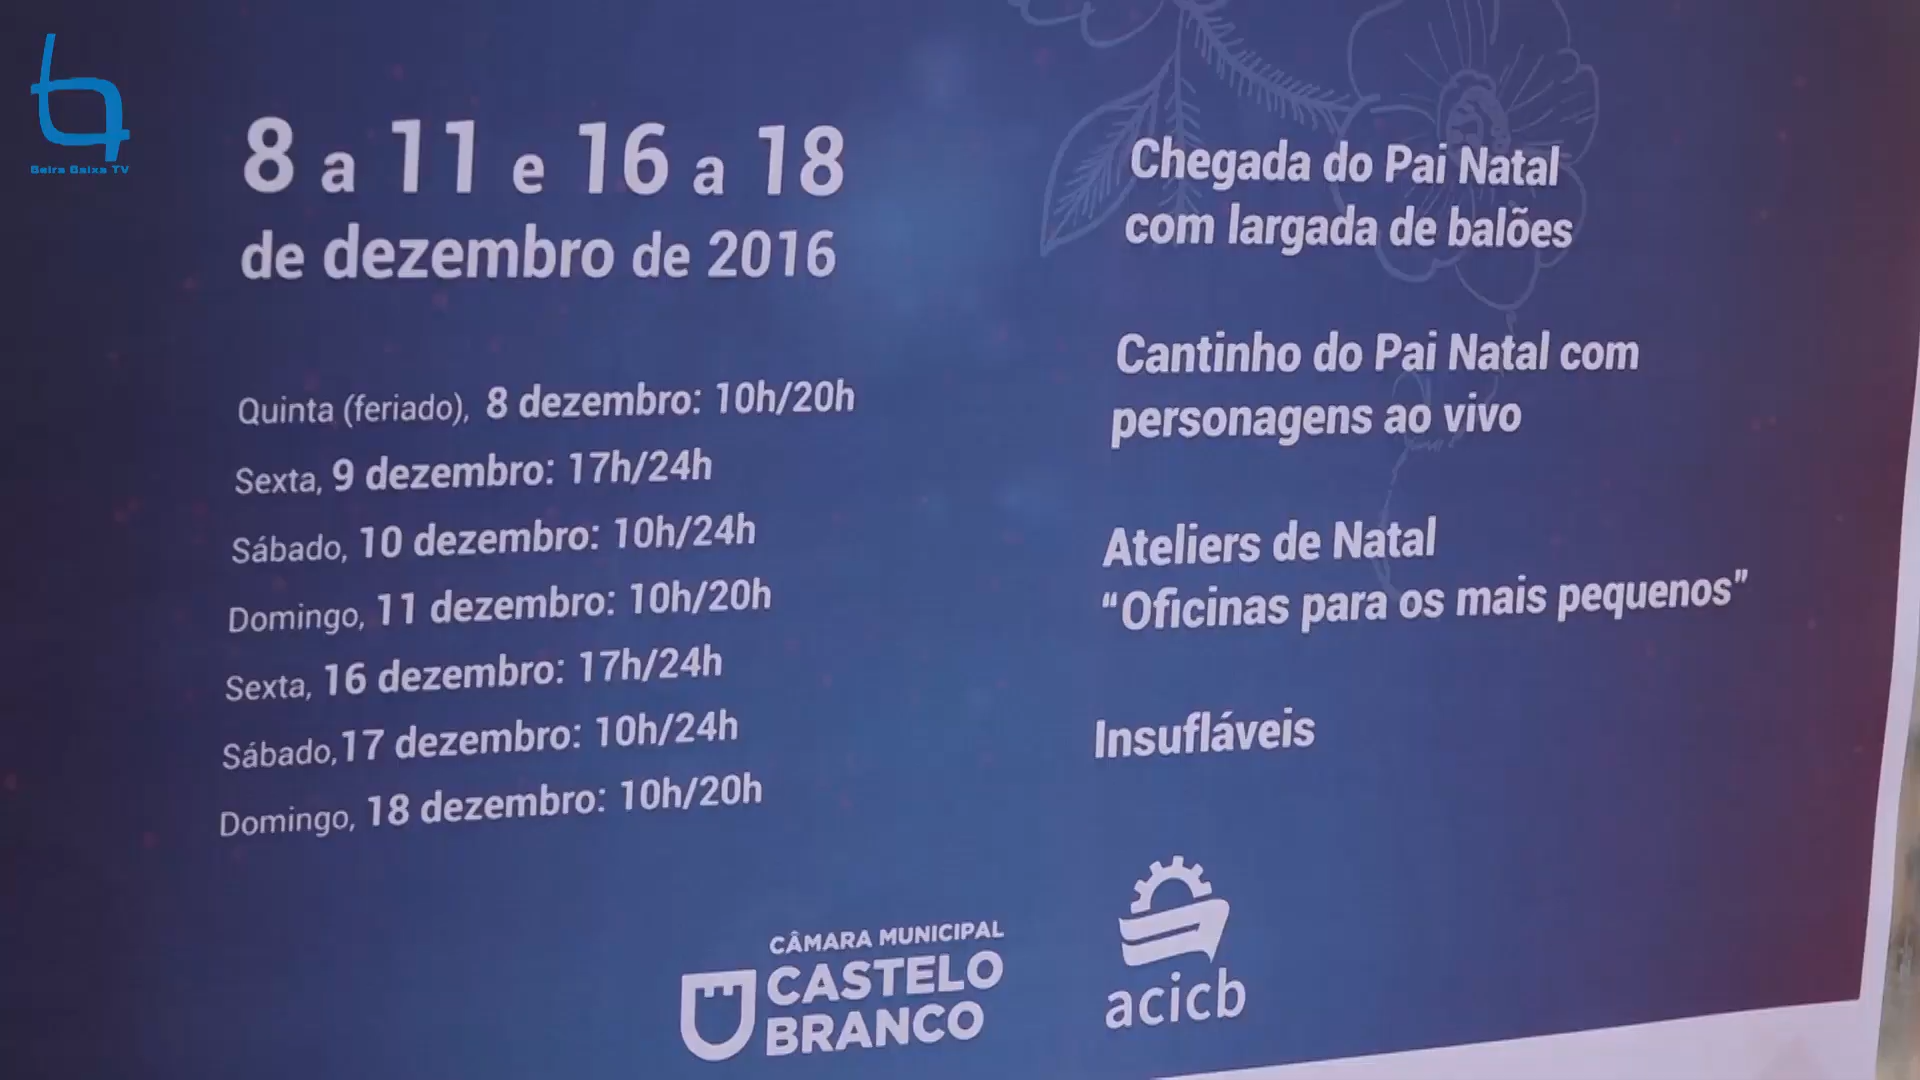 Beira Baixa TV
8 a 11 e 16 a 18
de dezembro de 2016
Quinta (feriado), 8 dezembro: 10h/20h
Sexta, 9 dezembro: 17h/24h
Sábado, 10 dezembro: 10h/24h
Domingo, 11 dezembro: 10h/20h
Sexta, 16 dezembro: 17h/24h
Sábado,17 dezembro: 10h/24h
Domingo, 18 dezembro: 10h/20h
Chegada do Pai Natal
com largada de balões
Cantinho do Pai Natal com
personagens ao vivo
Ateliers de Natal
“Oficinas para os mais pequenos”
Insufláveis
CÂMARA MUNICIPAL
CASTELO
BRANCO
acicb